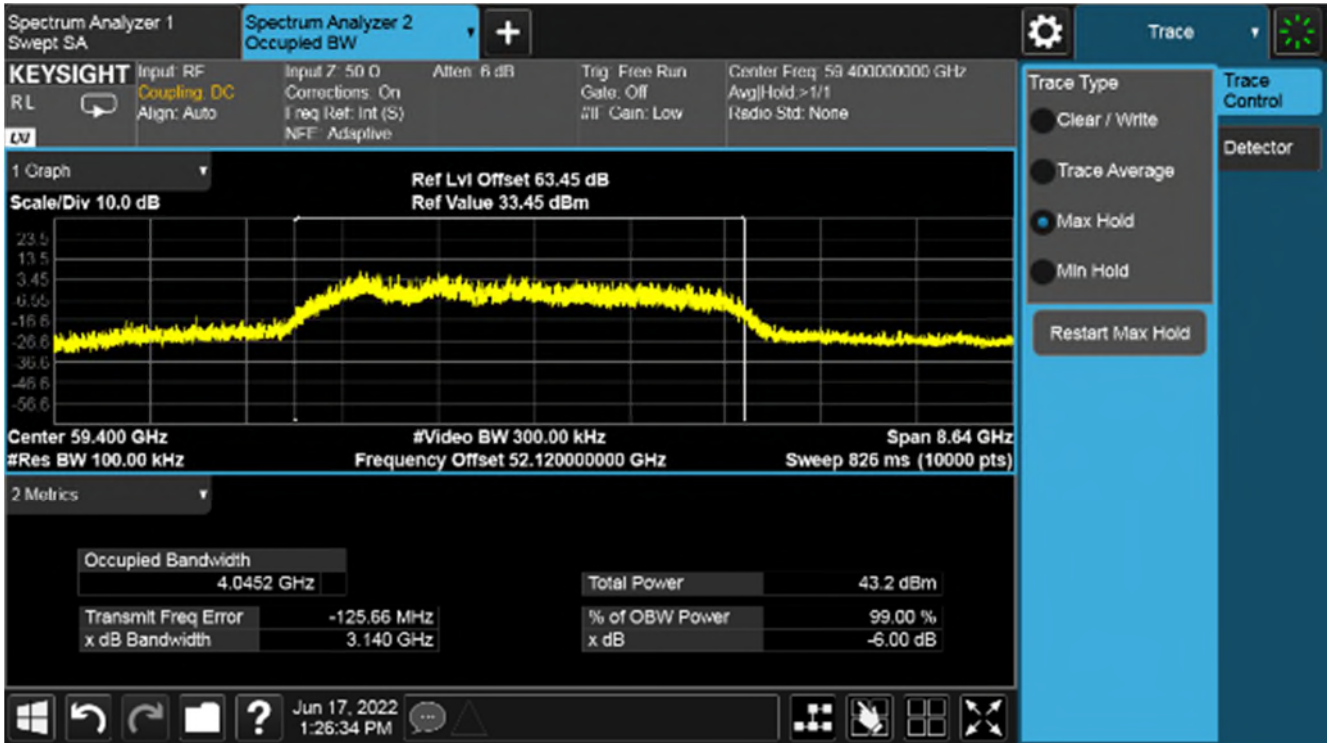 Spectrum Analyzer 1
Swept SA
Spectrum Analyzer 2
Occupied BW
Trace
KEYSIGHT
RL
Input: RF
Coupling: DC
Align: Auto
Input Z: 50 Ω
Corrections: On
Freq Ref: Int (S)
NFE: Adaptive
Atten: 6 dB
Trig: Free Run
Gate: Off
#IF Gain: Low
Center Freq: 59.400000000 GHz
Avg|Hold:>1/1
Radio Std: None
1 Graph
Scale/Div 10.0 dB
Ref Lvl Offset 63.45 dB
Ref Value 33.45 dBm
23.5
13.5
3.45
-6.55
-16.6
-26.6
-36.6
-46.6
-56.6
Center 59.400 GHz
#Video BW 300.00 kHz
Span 8.64 GHz
#Res BW 100.00 kHz
Frequency Offset 52.120000000 GHz
Sweep 826 ms (10000 pts)
2 Metrics
Occupied Bandwidth
4.0452 GHz
Total Power 43.2 dBm
Transmit Freq Error -125.66 MHz
% of OBW Power 99.00 %
x dB Bandwidth 3.140 GHz
x dB -6.00 dB
Trace Type
Clear / Write
Trace Average
Max Hold
Min Hold
Restart Max Hold
Trace
Control
Detector
?
Jun 17, 2022
1:26:34 PM